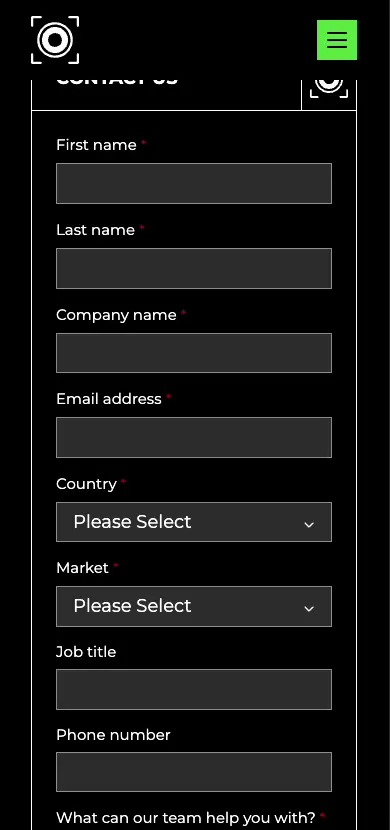 CONTACT US
First name *
Last name *
Company name *
Email address *
Country *
Please Select
Market *
Please Select
Job title
Phone number
What can our team help you with? *